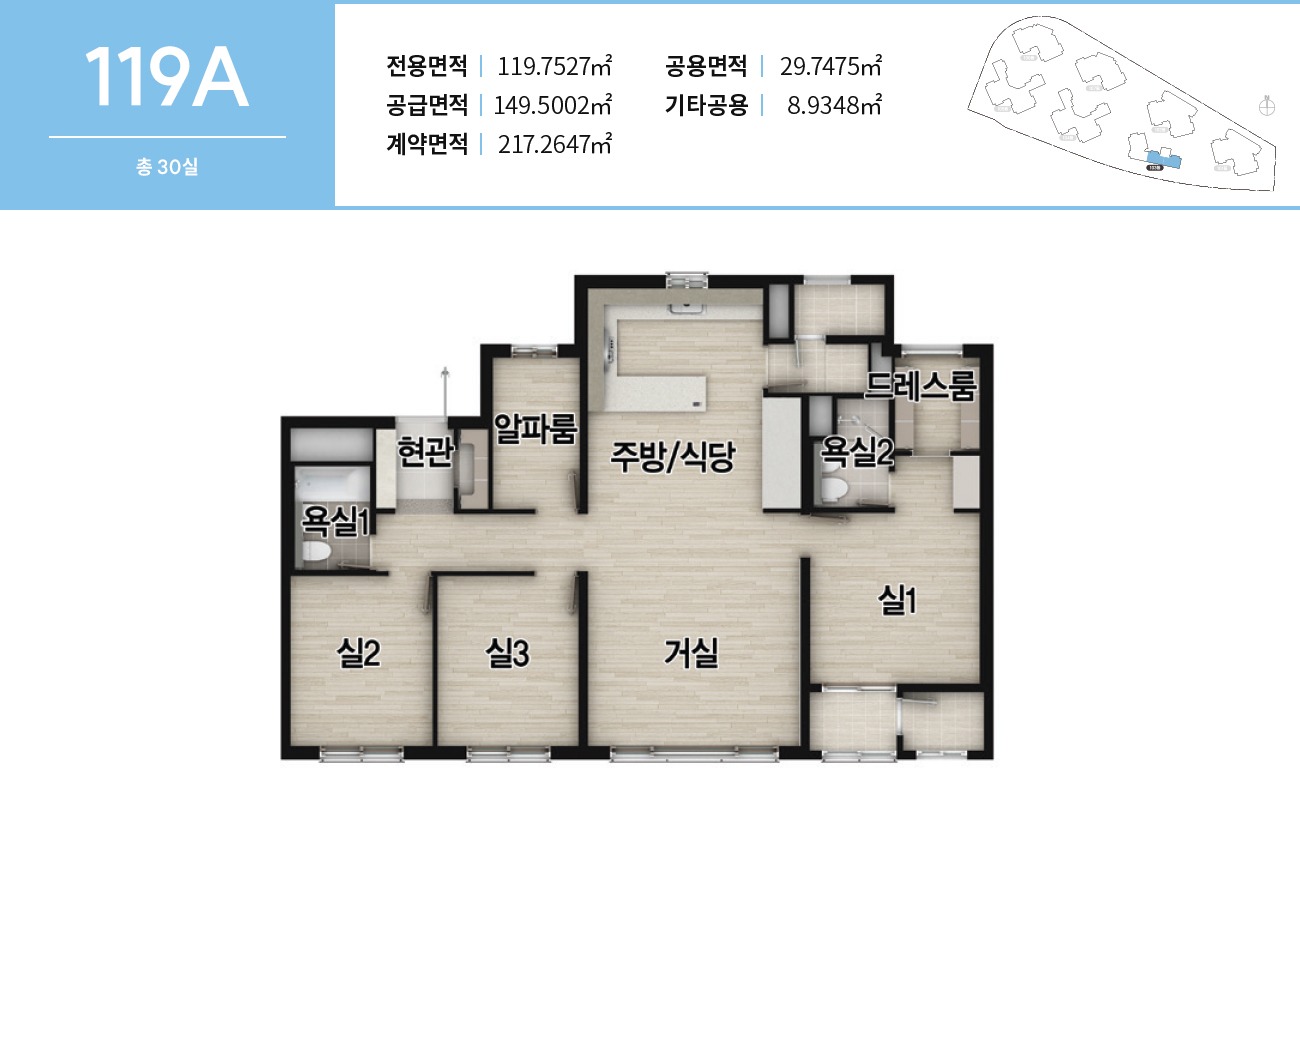 119A
총 30실
전용면적 119.7527㎡ 공용면적 29.7475㎡
공급면적 149.5002㎡ 기타공용 8.9348㎡
계약면적 217.2647㎡
N
드레스룸
알파룸
현관
주방/식당
욕실2
욕실1
실1
실2
실3
거실